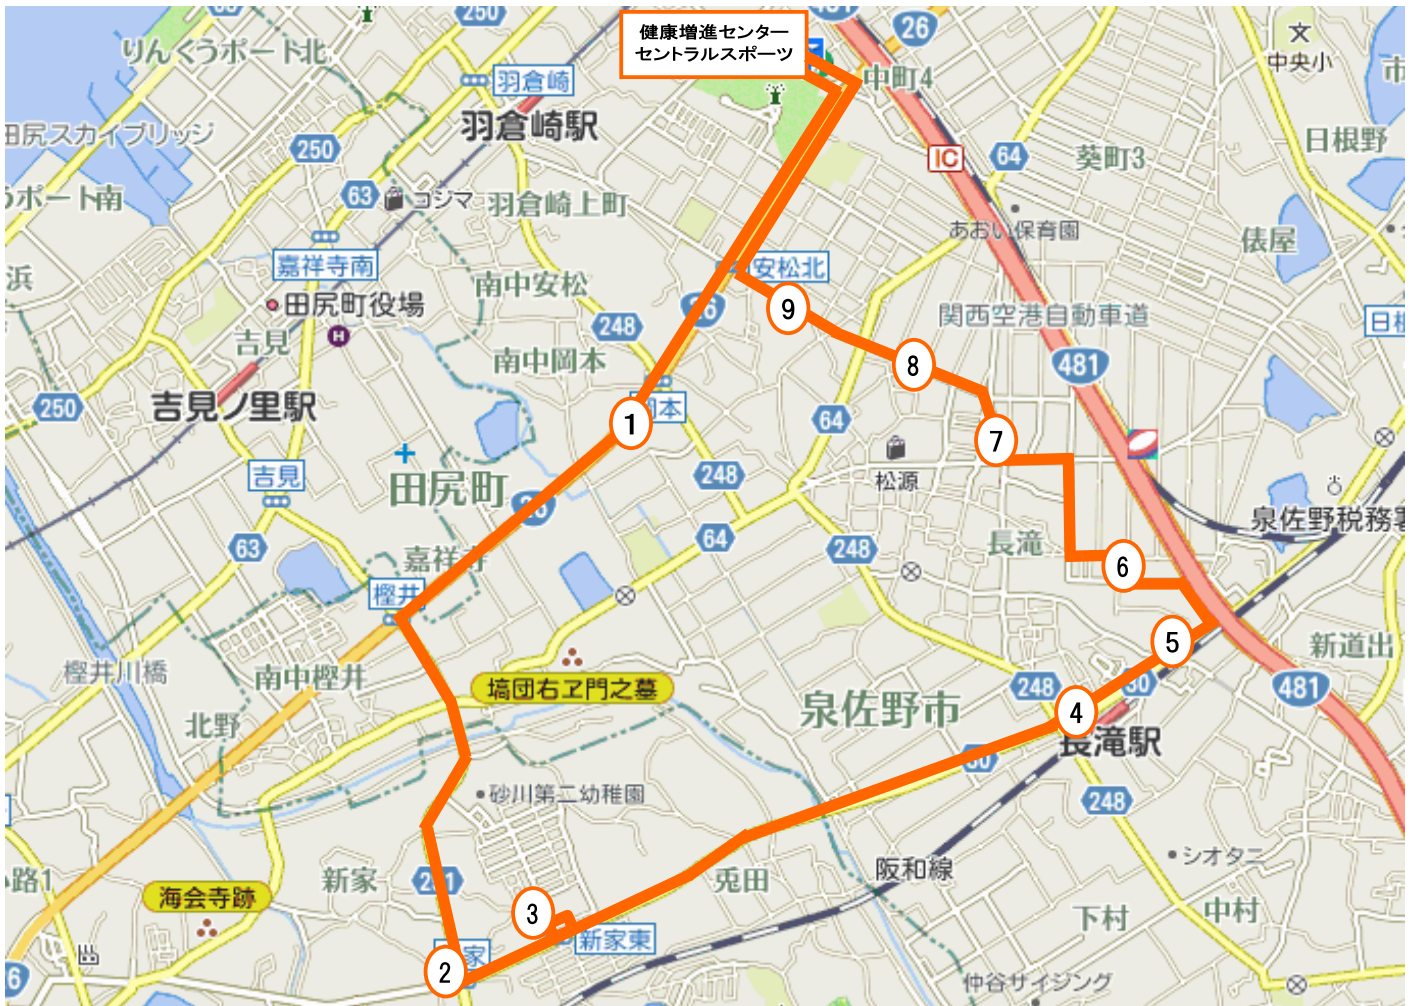 健康増進センター
セントラルスポーツ
481
26
中町4
文
中央小
市
250
りんくうポート北
羽倉崎
羽倉崎駅
田尻スカイブリッジ
250
63
コジマ
羽倉崎上町
IC
64
葵町3
日根野
うポート南
あおい保育園
俵屋
嘉祥寺南
浜
田尻町役場
H
吉見
南中安松
248
安松北
9
関西空港自動車道
南中岡本
8
481
250
吉見ノ里駅
1
64
7
田尻町
吉見
248
松源
泉佐野税務署
63
嘉祥寺
64
248
長滝
6
樫井
樫井川橋
南中樫井
北野
塙団右ヱ門之墓
5
新道出
泉佐野市
248
30
481
4
長滝駅
30
248
砂川第二幼稚園
新家
兎田
阪和線
シオタニ
下村
中村
海会寺跡
路1
3
新家東
2
家
仲谷サイジング